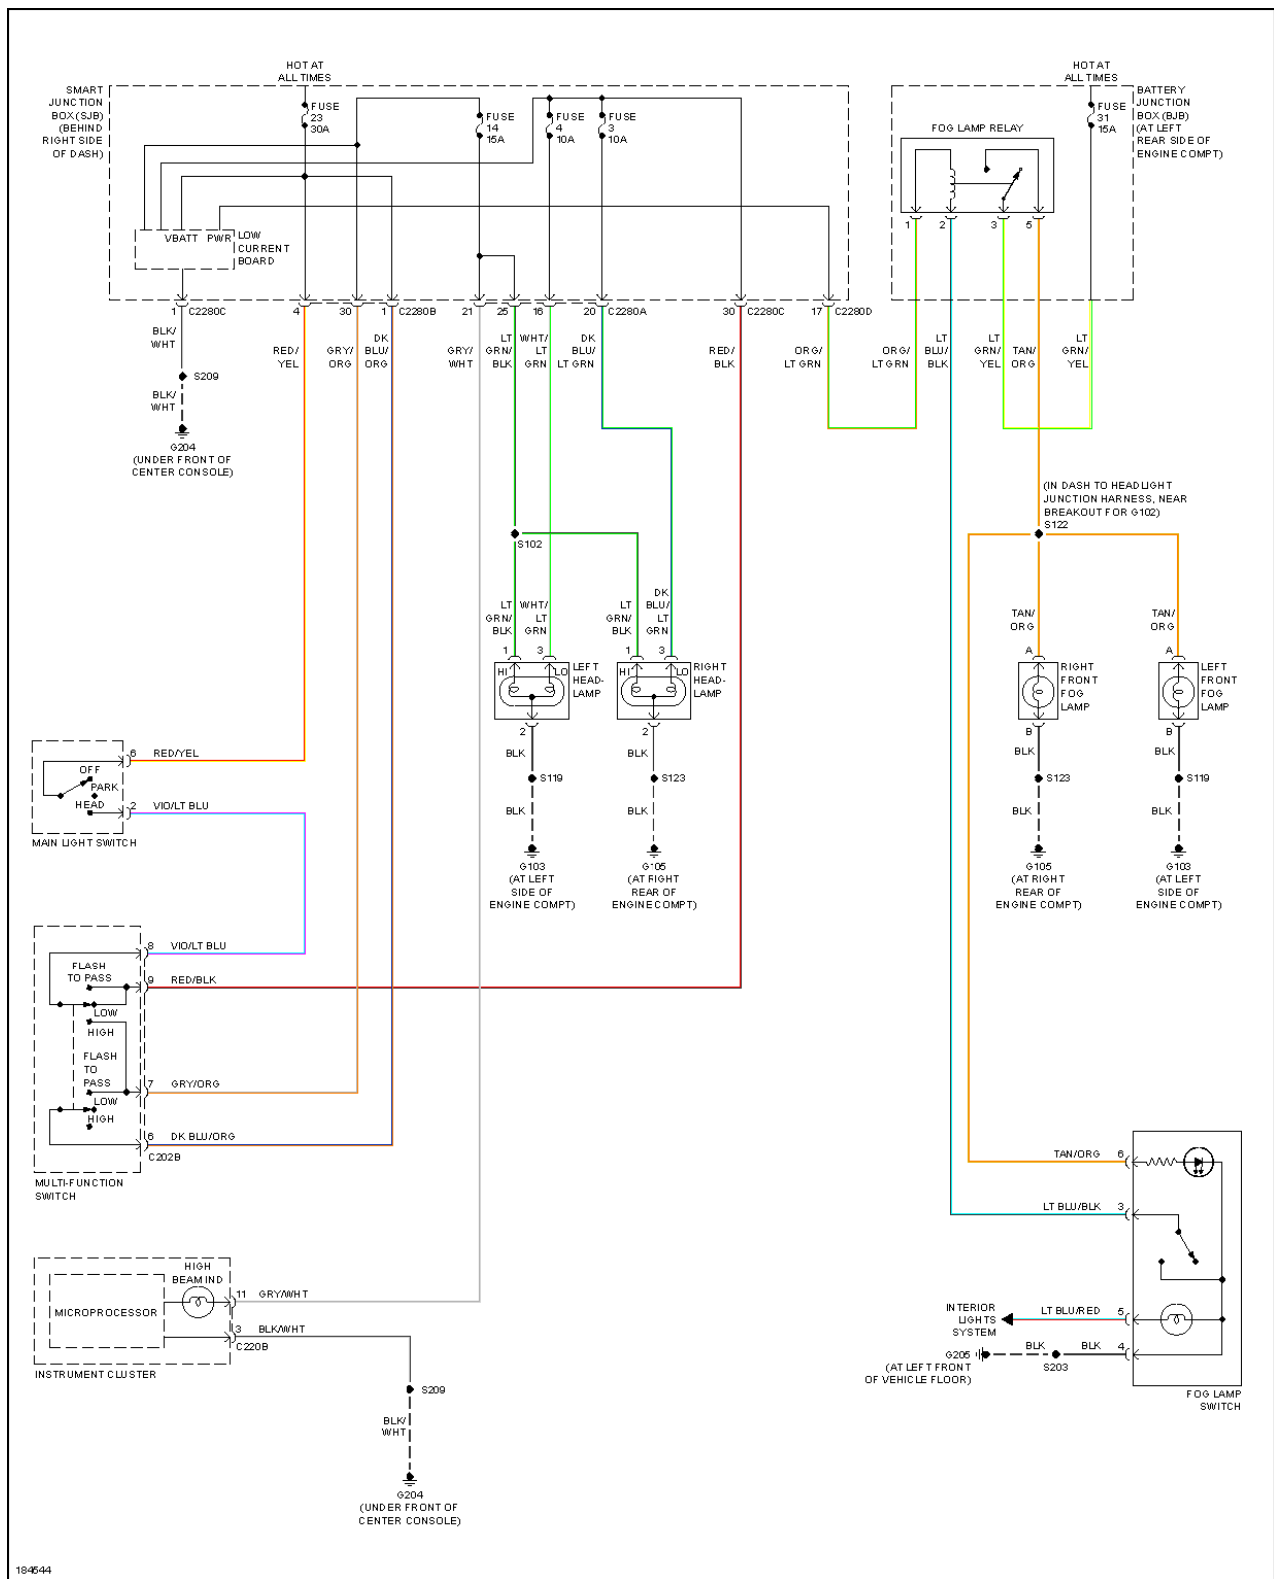 HOT AT
ALL TIMES
HOT AT
ALL TIMES
SMART
JUNCTION
BOX (SJB)
(BEHIND
RIGHT SIDE
OF DASH)
FUSE
23
30A
FUSE
14
15A
FUSE
4
10A
FUSE
3
10A
FOG LAMP RELAY
FUSE
31
15A
BATTERY
JUNCTION
BOX (BJB)
(AT LEFT
REAR SIDE OF
ENGINE COMPT)
VBATT PWR
LOW
CURRENT
BOARD
1 2 3 5
1 C2280C
4
30
1 C2280B
21
25
16
20 C2280A
30 C2280C
17 C2280D
BLK/
WHT
RED/
YEL
GRY/
ORG
DK
BLU/
ORG
GRY/
WHT
LT
GRN/
BLK
WHT/
LT
GRN
DK
BLU/
LT GRN
RED/
BLK
ORG/
LT GRN
ORG/
LT GRN
LT
BLU/
BLK
LT
GRN/
YEL
TAN/
ORG
LT
GRN/
YEL
S209
BLK/
WHT
G204
(UNDER FRONT OF
CENTER CONSOLE)
(IN DASH TO HEADLIGHT
JUNCTION HARNESS, NEAR
BREAKOUT FOR G102)
S122
S102
LT
GRN/
BLK
WHT/
LT
GRN
LT
GRN/
BLK
DK
BLU/
LT
GRN
TAN/
ORG
TAN/
ORG
1 3
1 3
A
A
HI LO
LEFT
HEAD-
LAMP
HI LO
RIGHT
HEAD-
LAMP
RIGHT
FRONT
FOG
LAMP
LEFT
FRONT
FOG
LAMP
2
2
B
B
BLK
BLK
BLK
BLK
S119
S123
S123
S119
BLK
BLK
BLK
BLK
G103
(AT LEFT
SIDE OF
ENGINE COMPT)
G105
(AT RIGHT
REAR OF
ENGINE COMPT)
G105
(AT RIGHT
REAR OF
ENGINE COMPT)
G103
(AT LEFT
SIDE OF
ENGINE COMPT)
6 RED/YEL
OFF
PARK
HEAD
2 VIO/LT BLU
MAIN LIGHT SWITCH
8 VIO/LT BLU
FLASH
TO PASS
9 RED/BLK
LOW
HIGH
FLASH
TO
PASS
7 GRY/ORG
LOW
HIGH
6 DK BLU/ORG
C202B
MULTI-FUNCTION
SWITCH
HIGH
BEAM IND
MICROPROCESSOR
11 GRY/WHT
3 BLK/WHT
C220B
INSTRUMENT CLUSTER
S209
BLK/
WHT
G204
(UNDER FRONT OF
CENTER CONSOLE)
TAN/ORG 6
LT BLU/BLK 3
INTERIOR
LIGHTS
SYSTEM
LT BLU/RED 5
G205
(AT LEFT FRONT
OF VEHICLE FLOOR)
BLK
S203
BLK 4
FOG LAMP
SWITCH
184544